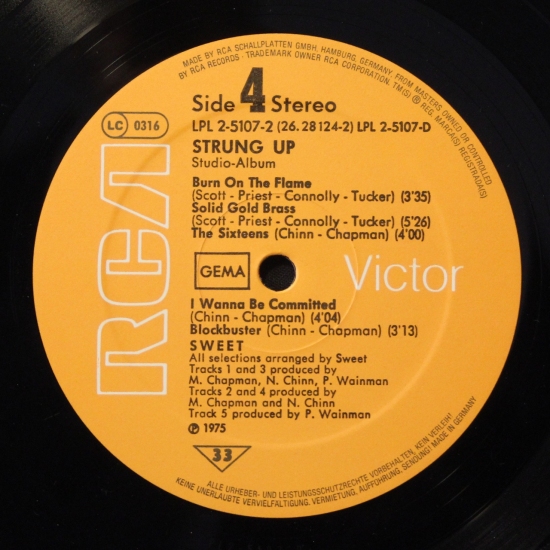 MADE BY RCA SCHALLPLATTEN GMBH, HAMBURG, GERMANY, FROM MASTERS OWNED OR CONTROLLED
BY RCA RECORDS · TRADEMARK OWNER RCA CORPORATION. TM(S) ® REG. MARCA(S) REGISTRADA(S)
Side 4 Stereo
LC 0316
LPL 2-5107-2 (26.28124-2) LPL 2-5107-D
STRUNG UP
Studio-Album
Burn On The Flame
(Scott - Priest - Connolly - Tucker) (3'35)
Solid Gold Brass
(Scott - Priest - Connolly - Tucker) (5'26)
The Sixteens (Chinn - Chapman) (4'00)
RCA
GEMA
Victor
I Wanna Be Committed
(Chinn - Chapman) (4'04)
Blockbuster (Chinn - Chapman) (3'13)
SWEET
All selections arranged by Sweet
Tracks 1 and 3 produced by
M. Chapman, N. Chinn, P. Wainman
Tracks 2 and 4 produced by
M. Chapman and N. Chinn
Track 5 produced by P. Wainman
℗ 1975
33
ALLE URHEBER- UND LEISTUNGSSCHUTZRECHTE VORBEHALTEN, KEIN VERLEIH!
KEINE UNERLAUBTE VERVIELFÄLTIGUNG, VERMIETUNG, AUFFÜHRUNG, SENDUNG! MADE IN GERMANY